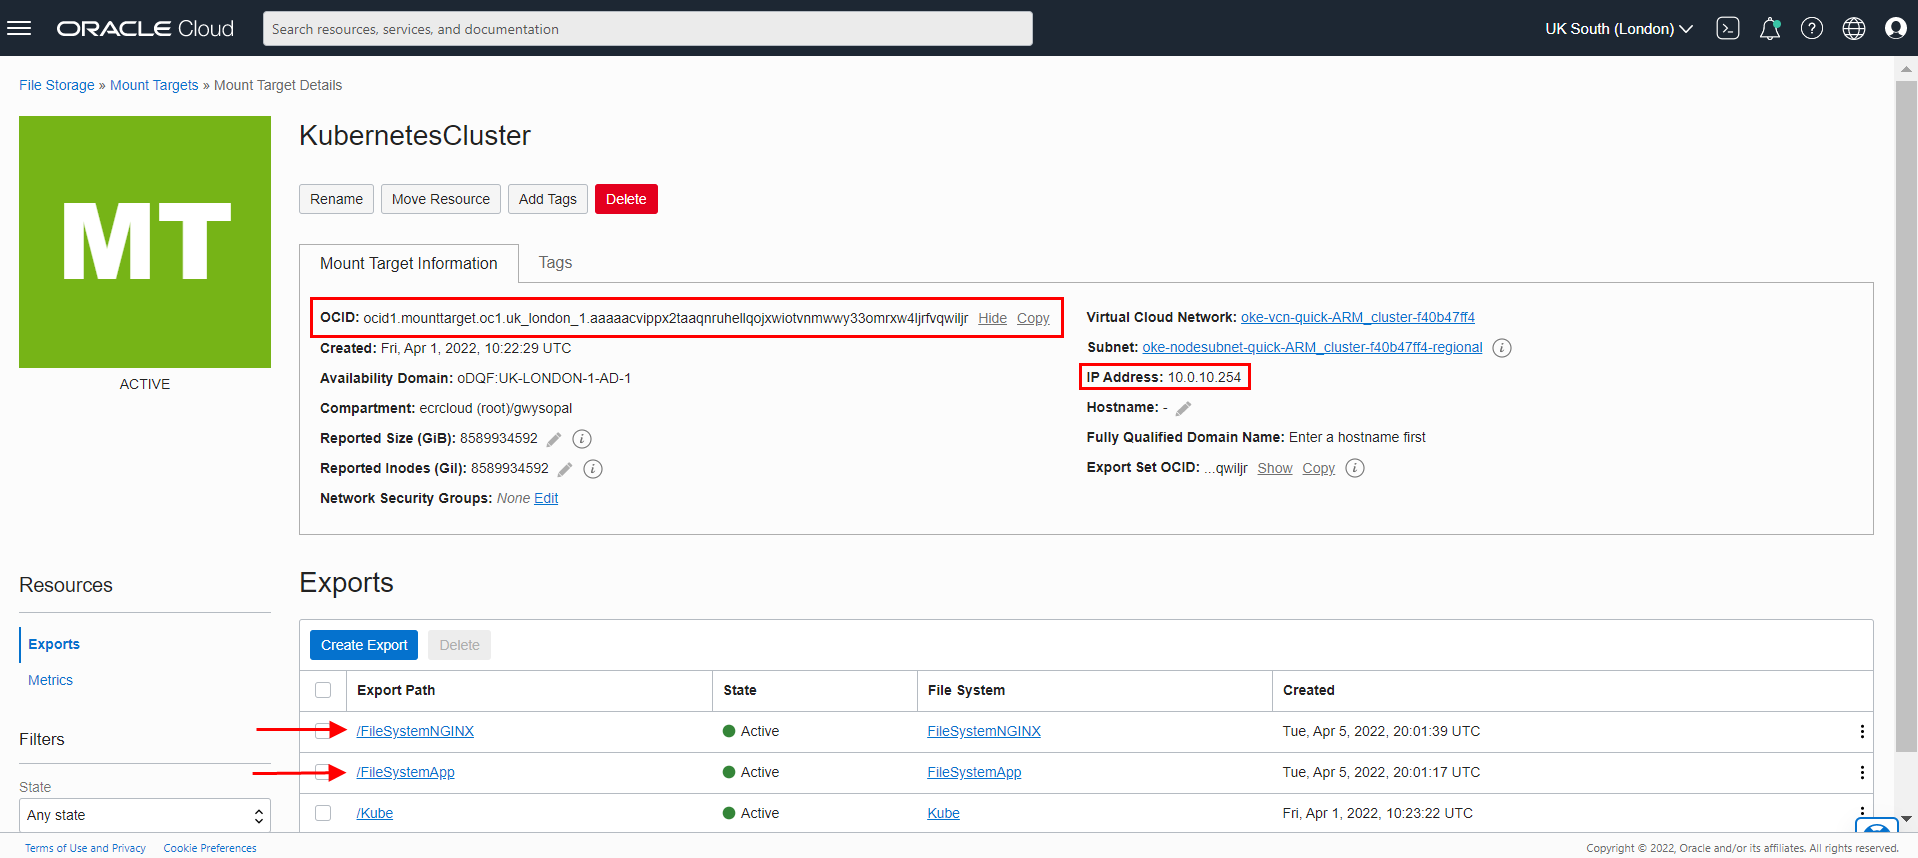 ORACLE Cloud
Search resources, services, and documentation
UK South (London)
File Storage » Mount Targets » Mount Target Details
MT
ACTIVE
KubernetesCluster
Rename
Move Resource
Add Tags
Delete
Mount Target Information
Tags
OCID: ocid1.mounttarget.oc1.uk_london_1.aaaaacvippx2taaqnruhellqojxwiotvnmwwy33omrxw4ljrfvqwiljr Hide Copy
Created: Fri, Apr 1, 2022, 10:22:29 UTC
Availability Domain: oDQF:UK-LONDON-1-AD-1
Compartment: ecrcloud (root)/gwysopal
Reported Size (GiB): 8589934592
Reported Inodes (GiI): 8589934592
Network Security Groups: None Edit
Virtual Cloud Network: oke-vcn-quick-ARM_cluster-f40b47ff4
Subnet: oke-nodesubnet-quick-ARM_cluster-f40b47ff4-regional
IP Address: 10.0.10.254
Hostname: -
Fully Qualified Domain Name: Enter a hostname first
Export Set OCID: ...qwiljr Show Copy
Resources
Exports
Metrics
Filters
State
Any state
Exports
Create Export
Delete
Export Path State File System Created
/FileSystemNGINX Active FileSystemNGINX Tue, Apr 5, 2022, 20:01:39 UTC
/FileSystemApp Active FileSystemApp Tue, Apr 5, 2022, 20:01:17 UTC
/Kube Active Kube Fri, Apr 1, 2022, 10:23:22 UTC
Terms of Use and Privacy Cookie Preferences
Copyright © 2022, Oracle and/or its affiliates. All rights reserved.